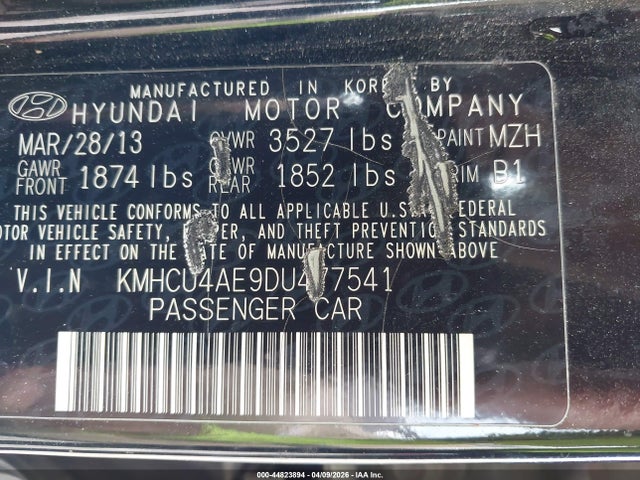 MANUFACTURED IN KOREA BY
HYUNDAI MOTOR COMPANY
MAR/28/13 GVWR 3527 lbs PAINT MZH
GAWR FRONT 1874 lbs GAWR REAR 1852 lbs TRIM B1
THIS VEHICLE CONFORMS TO ALL APPLICABLE U.S. FEDERAL
MOTOR VEHICLE SAFETY, BUMPER, AND THEFT PREVENTION STANDARDS
IN EFFECT ON THE DATE OF MANUFACTURE SHOWN ABOVE
V.I.N
PASSENGER CAR
000-44823894 | 04/09/2026 | IAA Inc.